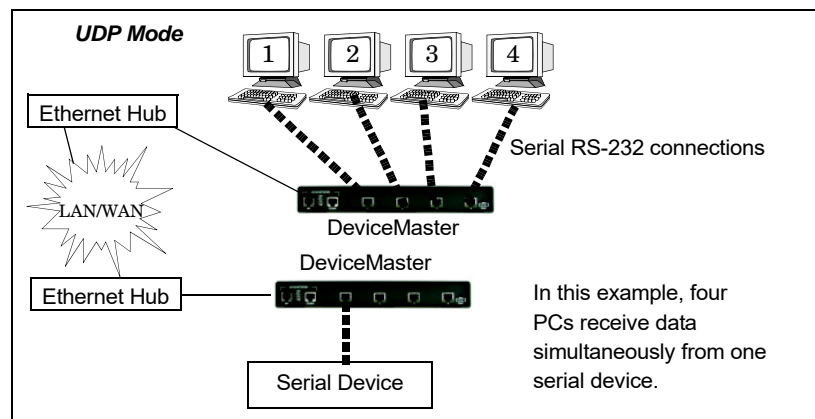 UDP Mode
1
2
3
4
Ethernet Hub
Serial RS-232 connections
LAN/WAN
DeviceMaster
DeviceMaster
Ethernet Hub
In this example, four
PCs receive data
simultaneously from one
serial device.
Serial Device